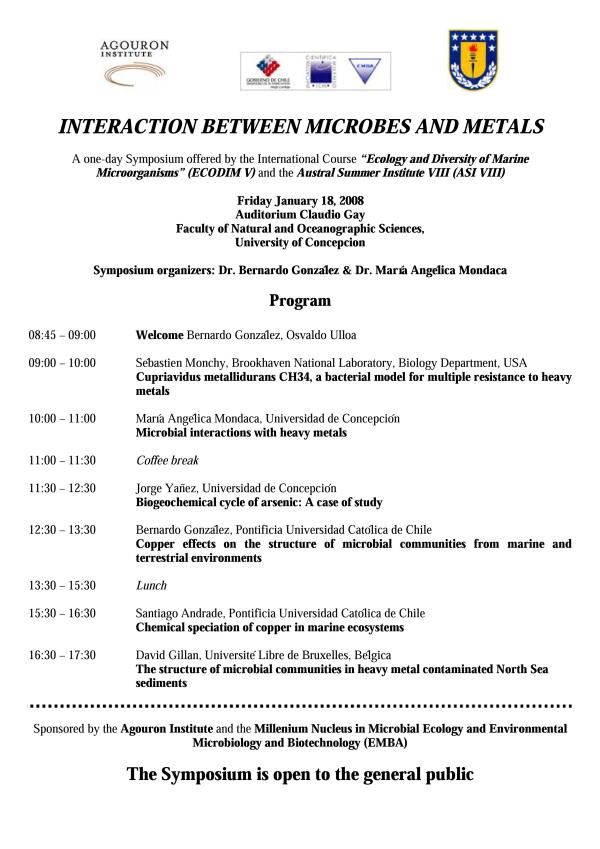 AGOURON
INSTITUTE
GOBIERNO DE CHILE
CIENTIFICA
EMBA
INTERACTION BETWEEN MICROBES AND METALS
A one-day Symposium offered by the International Course “Ecology and Diversity of Marine
Microorganisms” (ECODIM V) and the Austral Summer Institute VIII (ASI VIII)
Friday January 18, 2008
Auditorium Claudio Gay
Faculty of Natural and Oceanographic Sciences,
University of Concepcion
Symposium organizers: Dr. Bernardo González & Dr. María Angélica Mondaca
Program
08:45 – 09:00 Welcome Bernardo González, Osvaldo Ulloa
09:00 – 10:00 Sébastien Monchy, Brookhaven National Laboratory, Biology Department, USA
Cupriavidus metallidurans CH34, a bacterial model for multiple resistance to heavy
metals
10:00 – 11:00 María Angélica Mondaca, Universidad de Concepción
Microbial interactions with heavy metals
11:00 – 11:30 Coffee break
11:30 – 12:30 Jorge Yañez, Universidad de Concepción
Biogeochemical cycle of arsenic: A case of study
12:30 – 13:30 Bernardo González, Pontificia Universidad Católica de Chile
Copper effects on the structure of microbial communities from marine and
terrestrial environments
13:30 – 15:30 Lunch
15:30 – 16:30 Santiago Andrade, Pontificia Universidad Católica de Chile
Chemical speciation of copper in marine ecosystems
16:30 – 17:30 David Gillan, Université Libre de Bruxelles, Bélgica
The structure of microbial communities in heavy metal contaminated North Sea
sediments
Sponsored by the Agouron Institute and the Millenium Nucleus in Microbial Ecology and Environmental
Microbiology and Biotechnology (EMBA)
The Symposium is open to the general public